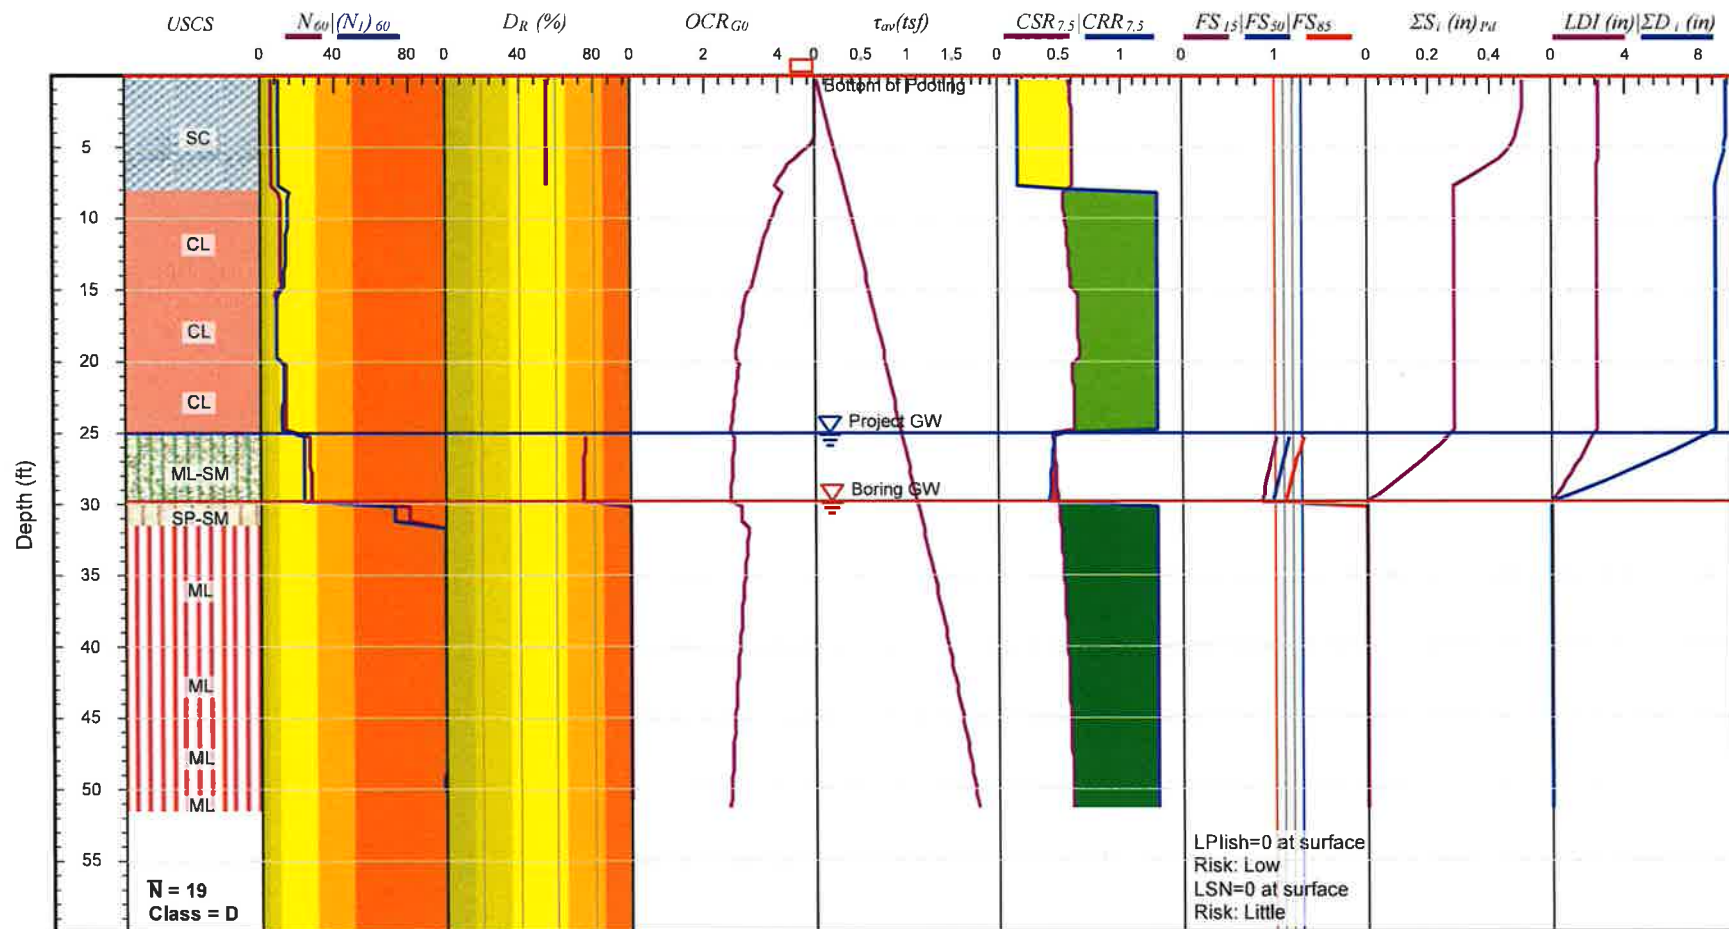 USCS N60|(N1)60 DR (%) OCRG0 τav(tsf) CSR7.5|CRR7.5 FS15|FS50|FS85 ΣSi (in)Pd LDI (in)|ΣDi (in)
0 40 80 0 40 80 0 2 4 0 0.5 1 1.5 0 0.5 1 0 1 0 0.2 0.4 0 4 8
Bottom of Footing
SC
5
10
CL
15
CL
20
CL
Project GW
25
ML-SM
Boring GW
30
SP-SM
Depth (ft)
35
ML
40
ML
45
ML
50
ML
55
LPIish=0 at surface
Risk: Low
LSN=0 at surface
Risk: Little
N̅ = 19
Class = D